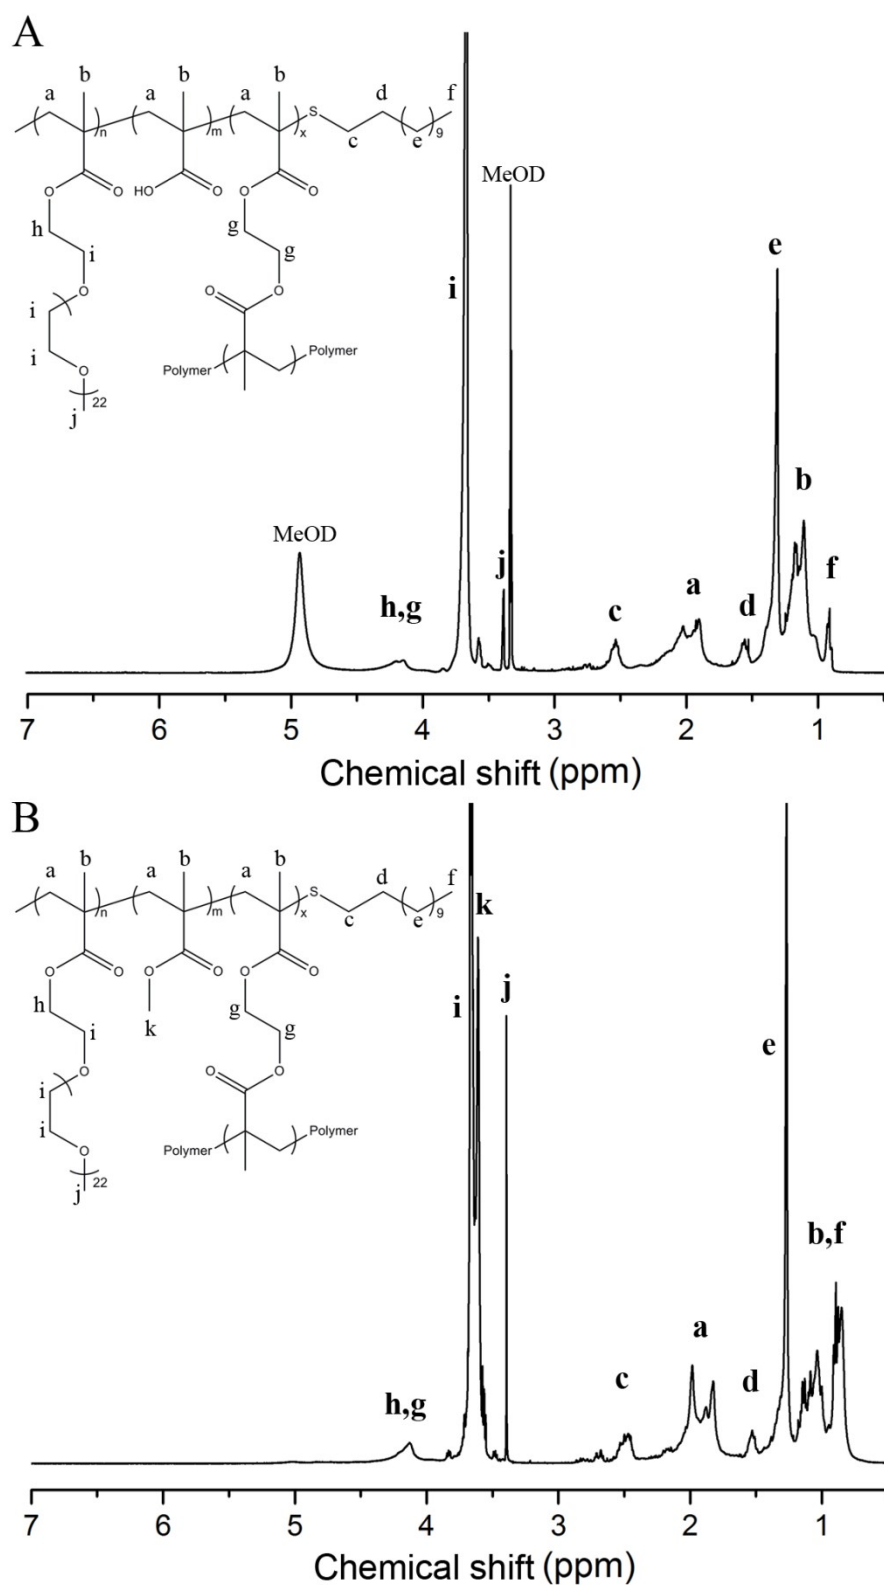 A
b b b
a a a d f
S
n m x c e 9
O O HO O O O
h g
i g
O O O
i
i
O Polymer Polymer
22
j
MeOD
i
e
b
MeOD
j
h,g
c
a
d
f
7 6 5 4 3 2 1
Chemical shift (ppm)
B
b b b
a a a d f
S
n m x c e 9
O O O O O O
h k g
i g
O O O
i
i
O Polymer Polymer
22
j
k
i
j
e
b,f
a
c
d
h,g
7 6 5 4 3 2 1
Chemical shift (ppm)